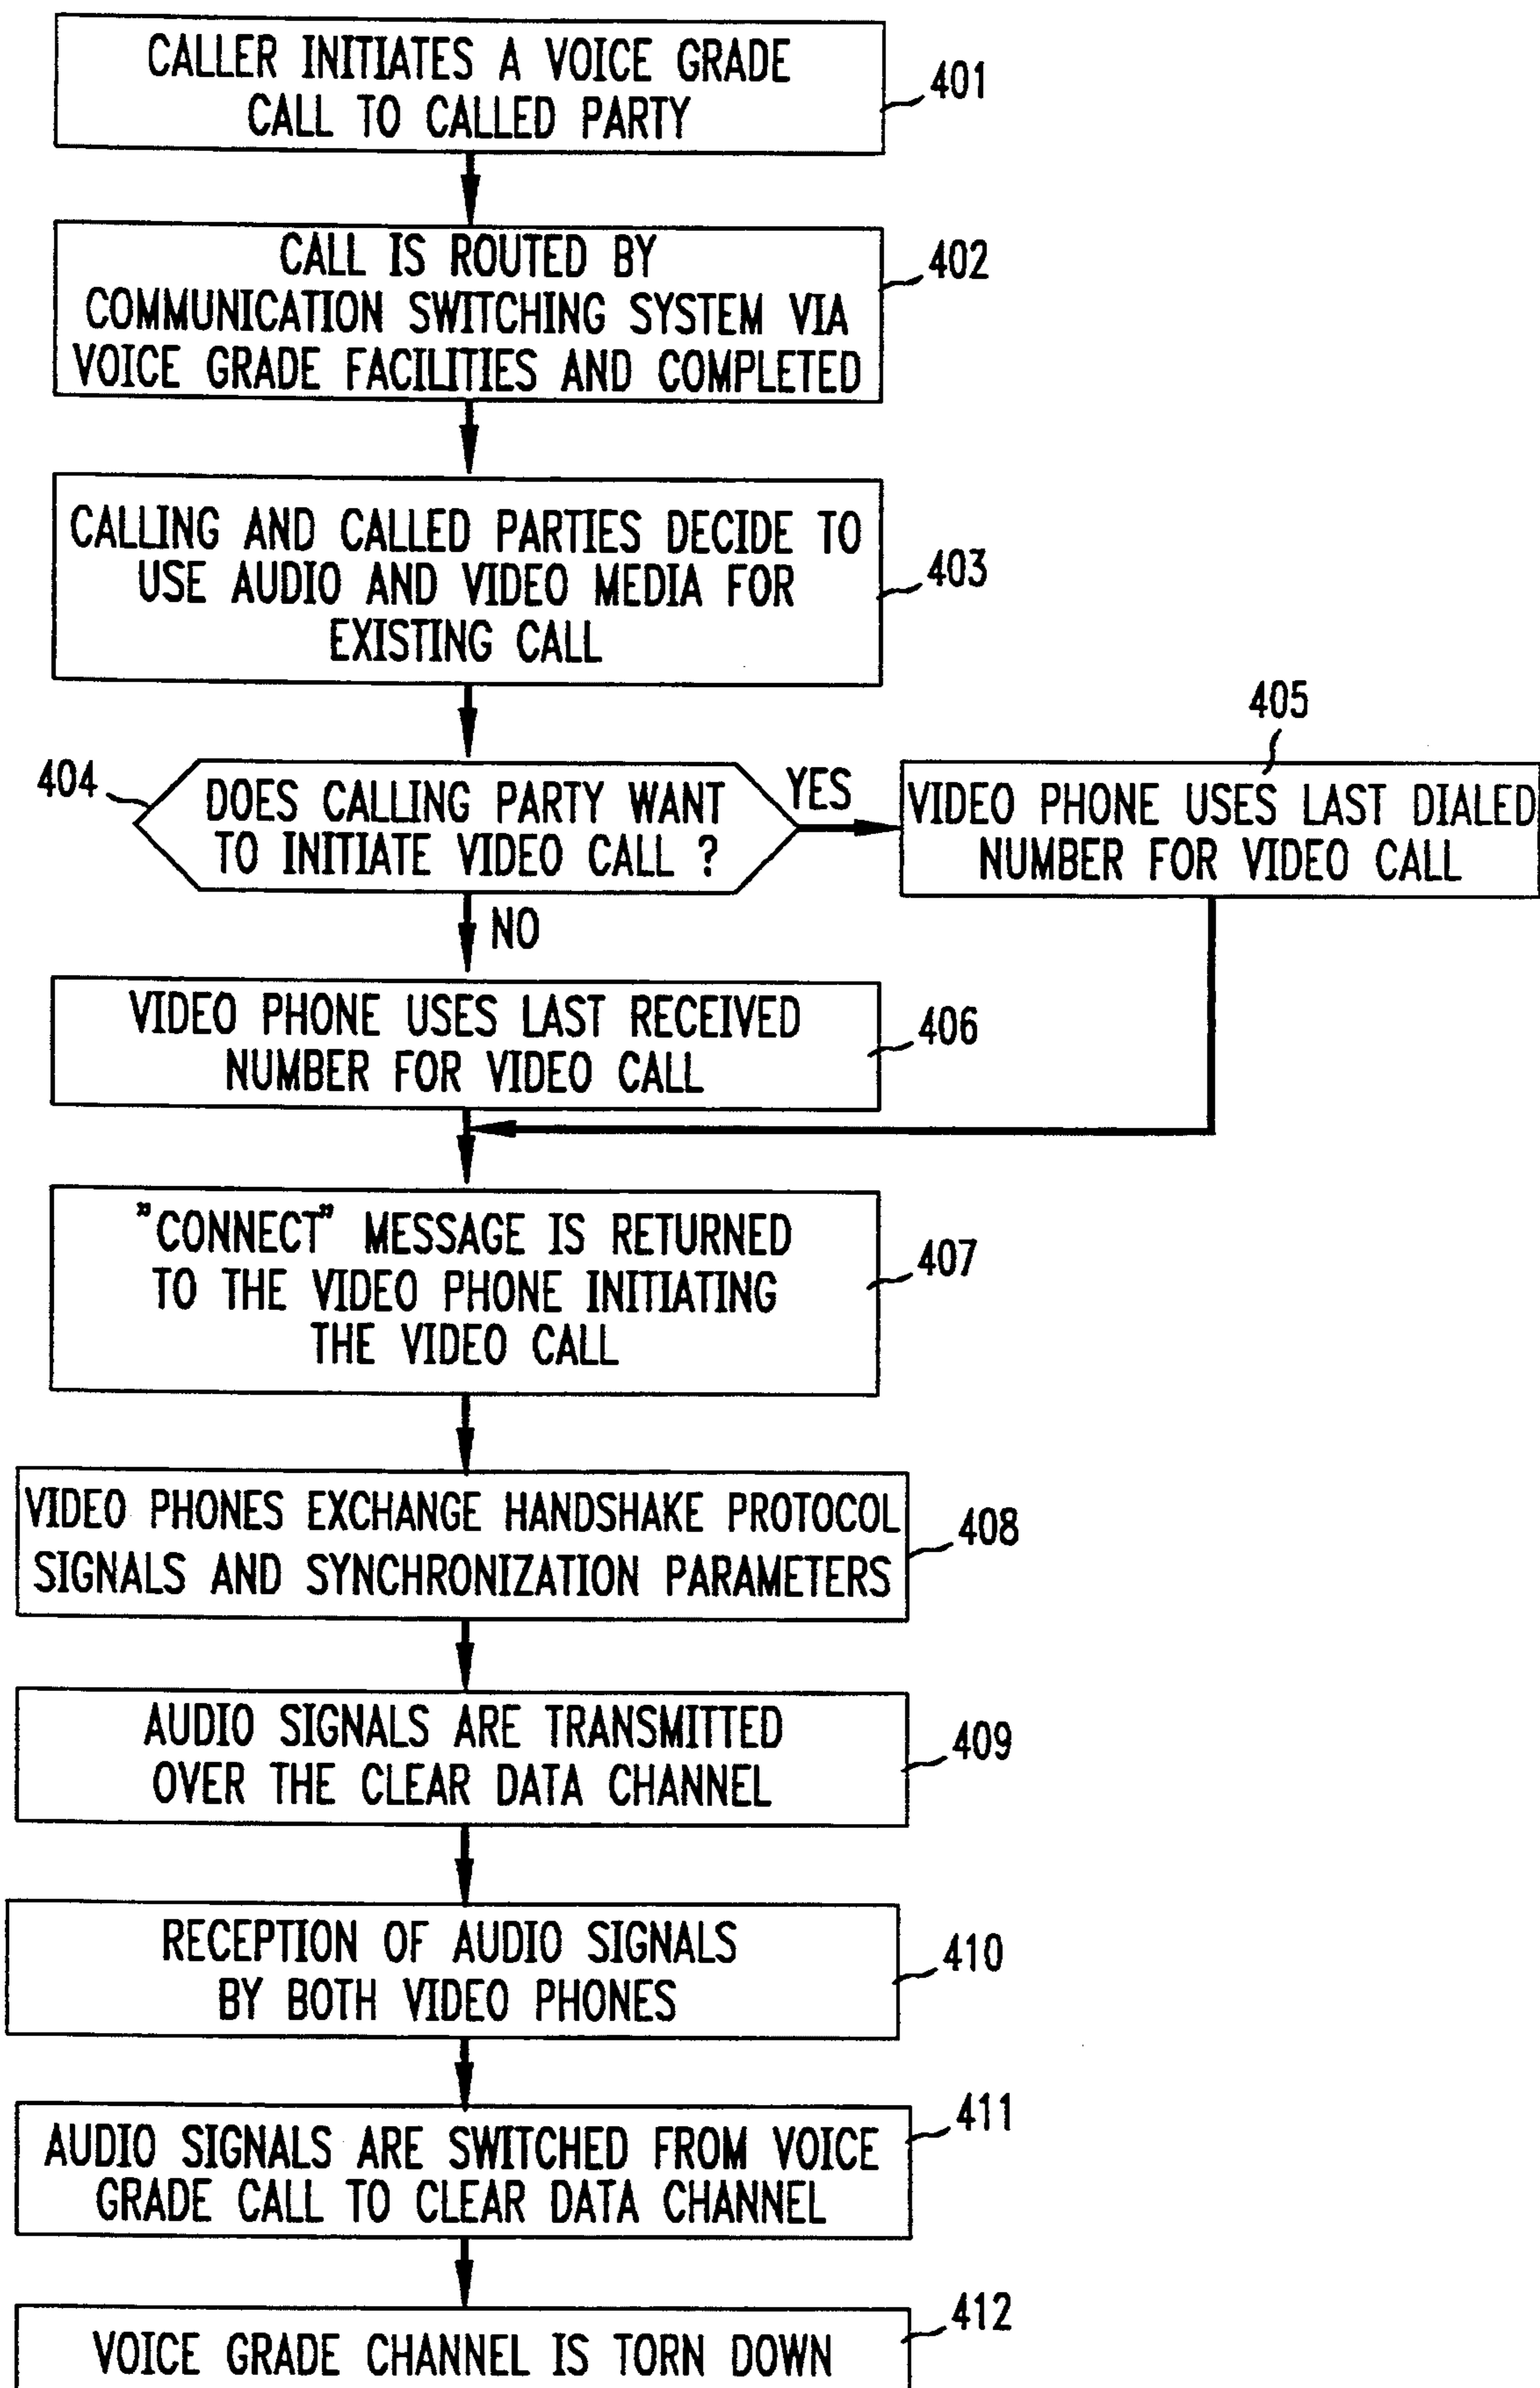 CALLER INITIATES A VOICE GRADE
CALL TO CALLED PARTY
401
CALL IS ROUTED BY
COMMUNICATION SWITCHING SYSTEM VIA
VOICE GRADE FACILITIES AND COMPLETED
402
CALLING AND CALLED PARTIES DECIDE TO
USE AUDIO AND VIDEO MEDIA FOR
EXISTING CALL
403
404
DOES CALLING PARTY WANT
TO INITIATE VIDEO CALL ?
YES
405
VIDEO PHONE USES LAST DIALED
NUMBER FOR VIDEO CALL
NO
VIDEO PHONE USES LAST RECEIVED
NUMBER FOR VIDEO CALL
406
"CONNECT" MESSAGE IS RETURNED
TO THE VIDEO PHONE INITIATING
THE VIDEO CALL
407
VIDEO PHONES EXCHANGE HANDSHAKE PROTOCOL
SIGNALS AND SYNCHRONIZATION PARAMETERS
408
AUDIO SIGNALS ARE TRANSMITTED
OVER THE CLEAR DATA CHANNEL
409
RECEPTION OF AUDIO SIGNALS
BY BOTH VIDEO PHONES
410
AUDIO SIGNALS ARE SWITCHED FROM VOICE
GRADE CALL TO CLEAR DATA CHANNEL
411
VOICE GRADE CHANNEL IS TORN DOWN
412